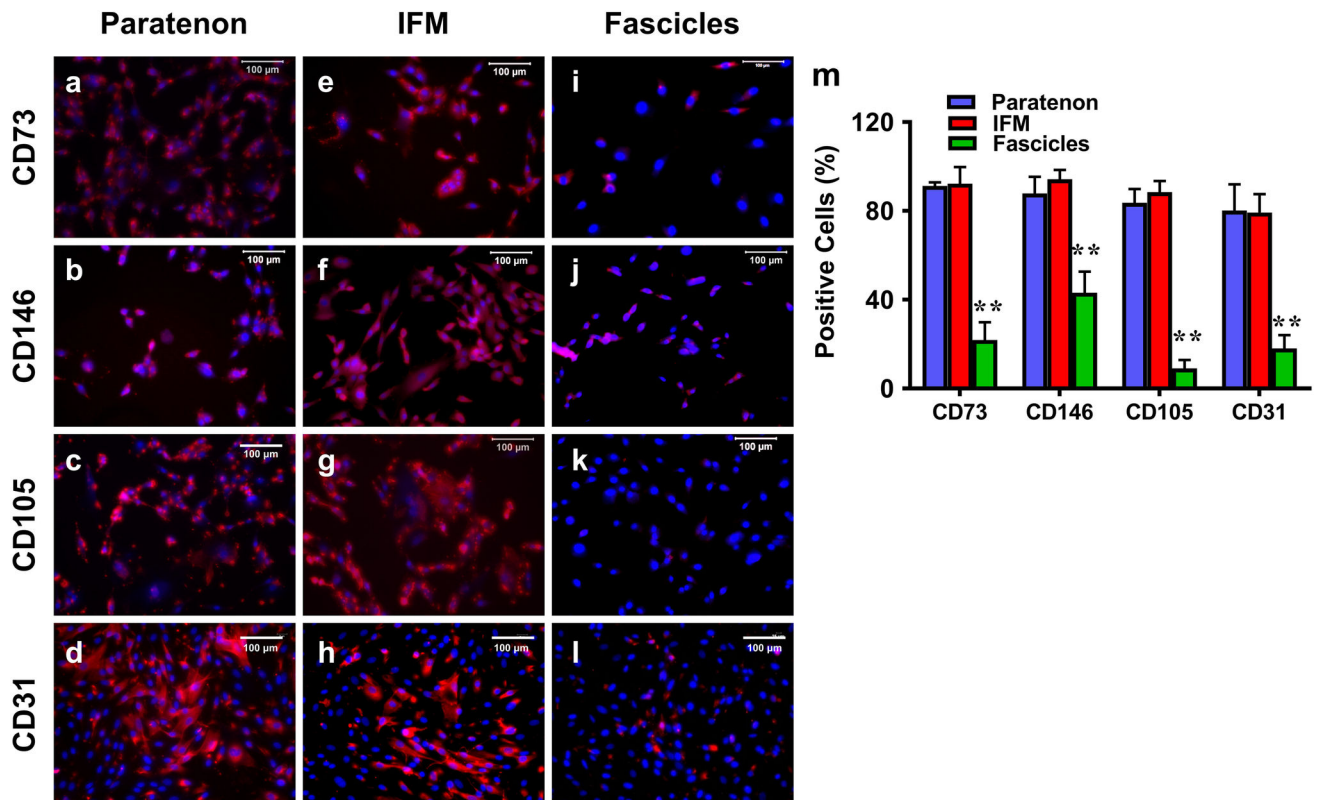 Paratenon IFM Fascicles
CD73
a 100 µm
e 100 µm
i 100 µm
CD146
b 100 µm
f 100 µm
j 100 µm
CD105
c 100 µm
g 100 µm
k 100 µm
CD31
d 100 µm
h 100 µm
l 100 µm
m
Paratenon
IFM
Fascicles
Positive Cells (%)
120
80
40
0
** ** ** **
CD73 CD146 CD105 CD31